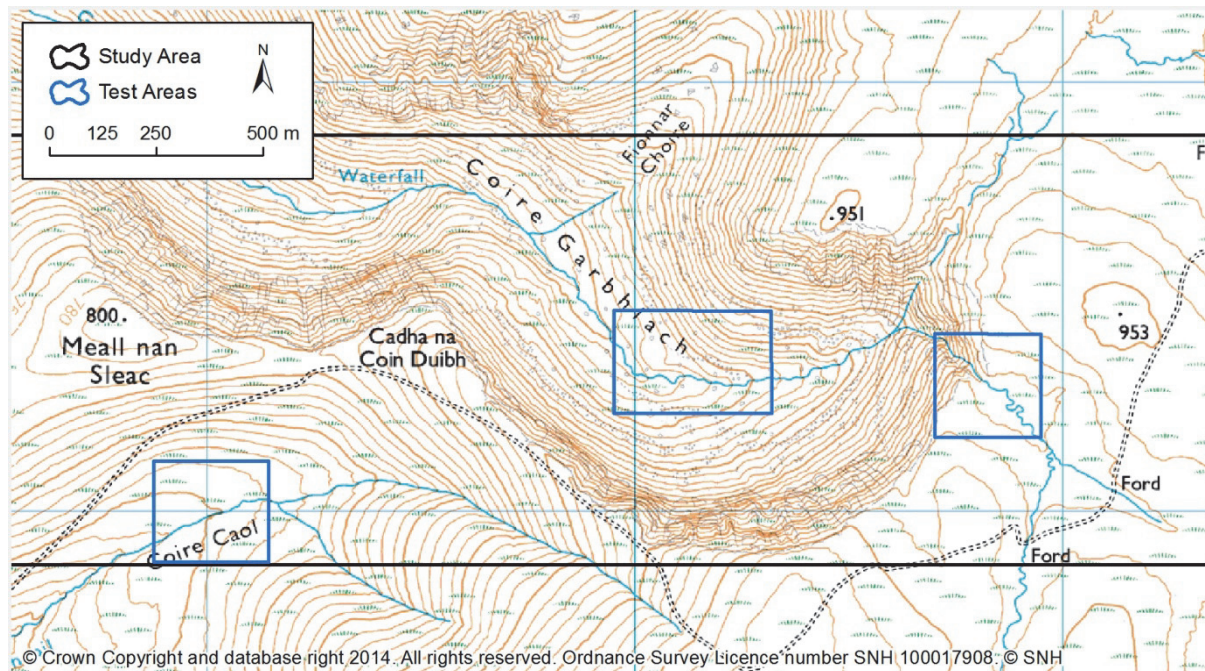 Study Area
Test Areas
N
0 125 250 500 m
Fionnar
Choire
Waterfall
Coire Garbhlach
.951
780
800.
Meall nan
Sleac
Cadha na
Coin Duibh
953
F
Coire Caol
Ford
Ford
© Crown Copyright and database right 2014. All rights reserved. Ordnance Survey Licence number SNH 100017908. © SNH